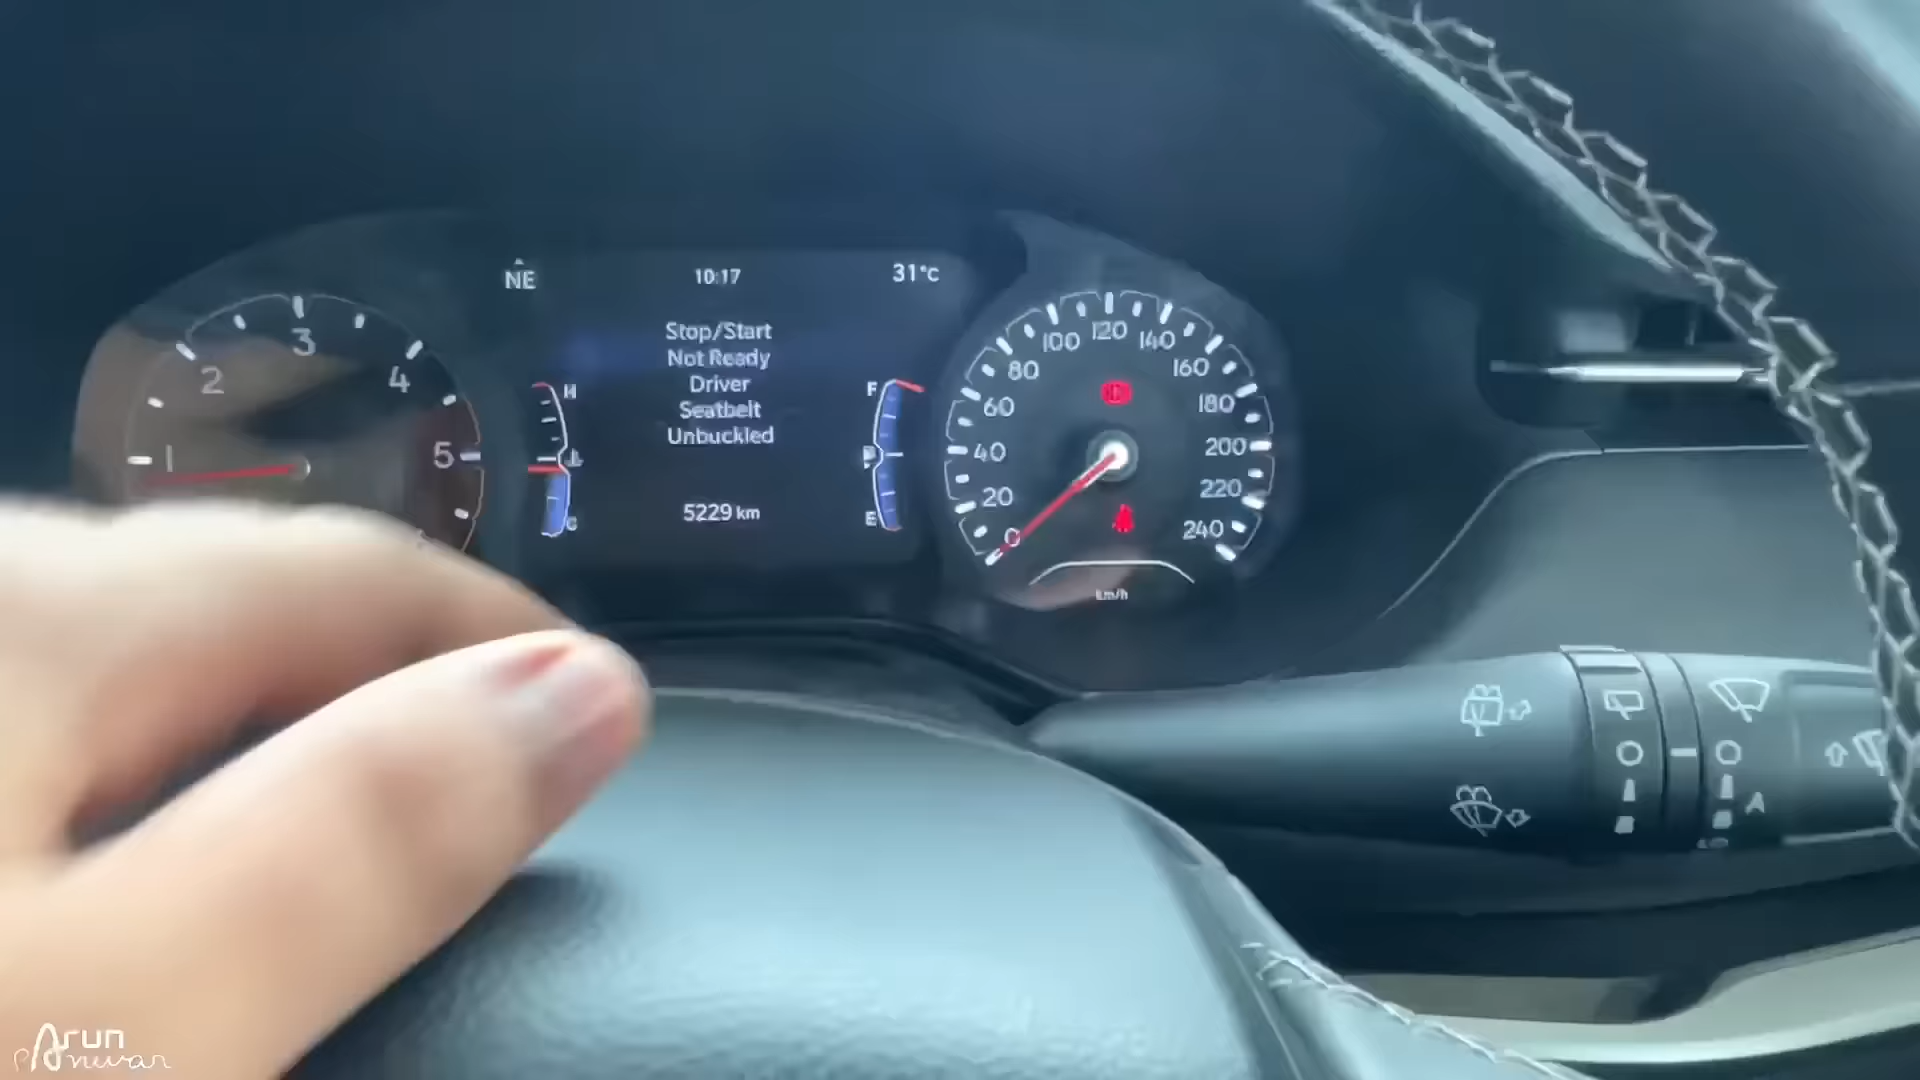 NE
10:17
31°C
Stop/Start
Not Ready
Driver
Seatbelt
Unbuckled
5229 km
1
2
3
4
5
H
C
F
E
0
20
40
60
80
100
120
140
160
180
200
220
240
km/h
A
Arun
Panwar